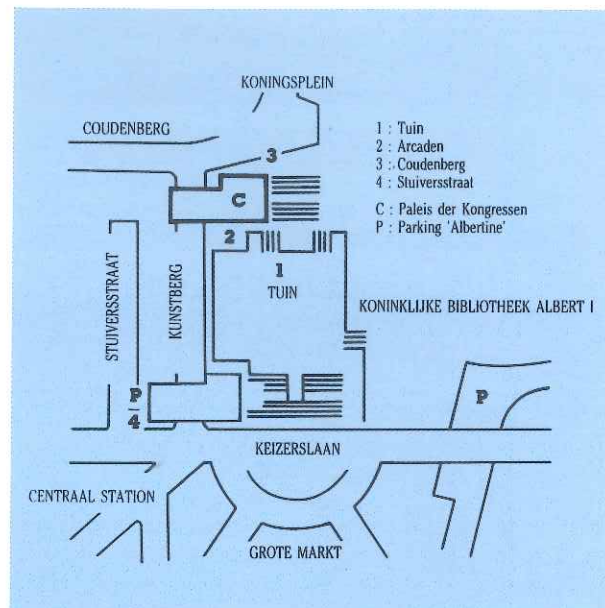 KONINGSPLEIN
COUDENBERG
1 : Tuin
2 : Arcaden
3 : Coudenberg
4 : Stuiversstraat
C : Paleis der Kongressen
P : Parking 'Albertine'
3
C
2
1
TUIN
STUIVERSSTRAAT
KUNSTBERG
KONINKLIJKE BIBLIOTHEEK ALBERT I
P
4
P
KEIZERSLAAN
CENTRAAL STATION
GROTE MARKT